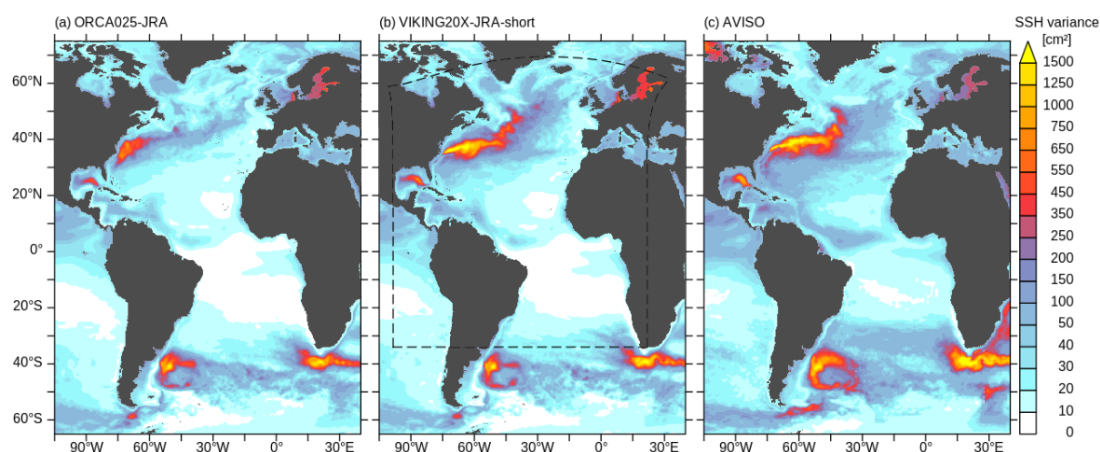 (a) ORCA025-JRA (b) VIKING20X-JRA-short (c) AVISO SSH variance
[cm²]
60°N
40°N
20°N
0°
20°S
40°S
60°S
1500
1250
1000
750
550
450
350
250
200
150
100
50
40
30
20
10
0
90°W 60°W 30°W 0° 30°E 90°W 60°W 30°W 0° 30°E 90°W 60°W 30°W 0° 30°E